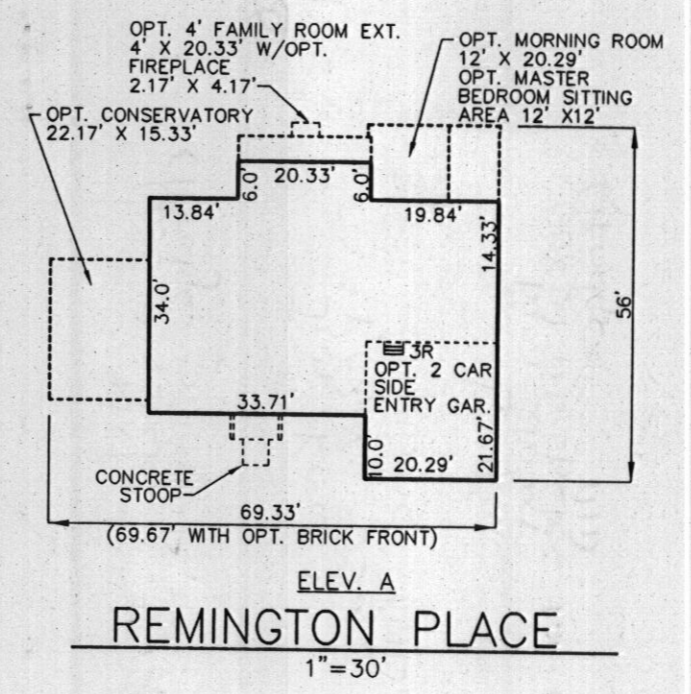 OPT. 4' FAMILY ROOM EXT.
4' X 20.33' W/OPT.
FIREPLACE
2.17' X 4.17'
OPT. MORNING ROOM
12' X 20.29'
OPT. MASTER
BEDROOM SITTING
AREA 12' X12'
OPT. CONSERVATORY
22.17' X 15.33'
6.0'
20.33'
6.0'
13.84'
19.84'
14.33'
34.0'
56'
3R
OPT. 2 CAR
SIDE
ENTRY GAR.
33.71'
10.0'
20.29'
21.67'
CONCRETE
STOOP
69.33'
(69.67' WITH OPT. BRICK FRONT)
ELEV. A
REMINGTON PLACE
1"=30'